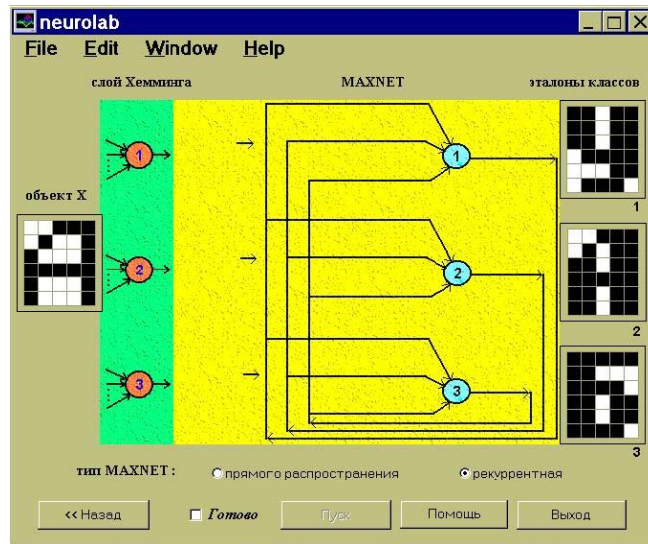 neurolab
File Edit Window Help
слой Хемминга MAXNET эталоны классов
1 1
объект X
1
2 2
2
3 3
3
тип MAXNET : прямого распространения рекуррентная
<< Назад Готово Пуск Помощь Выход